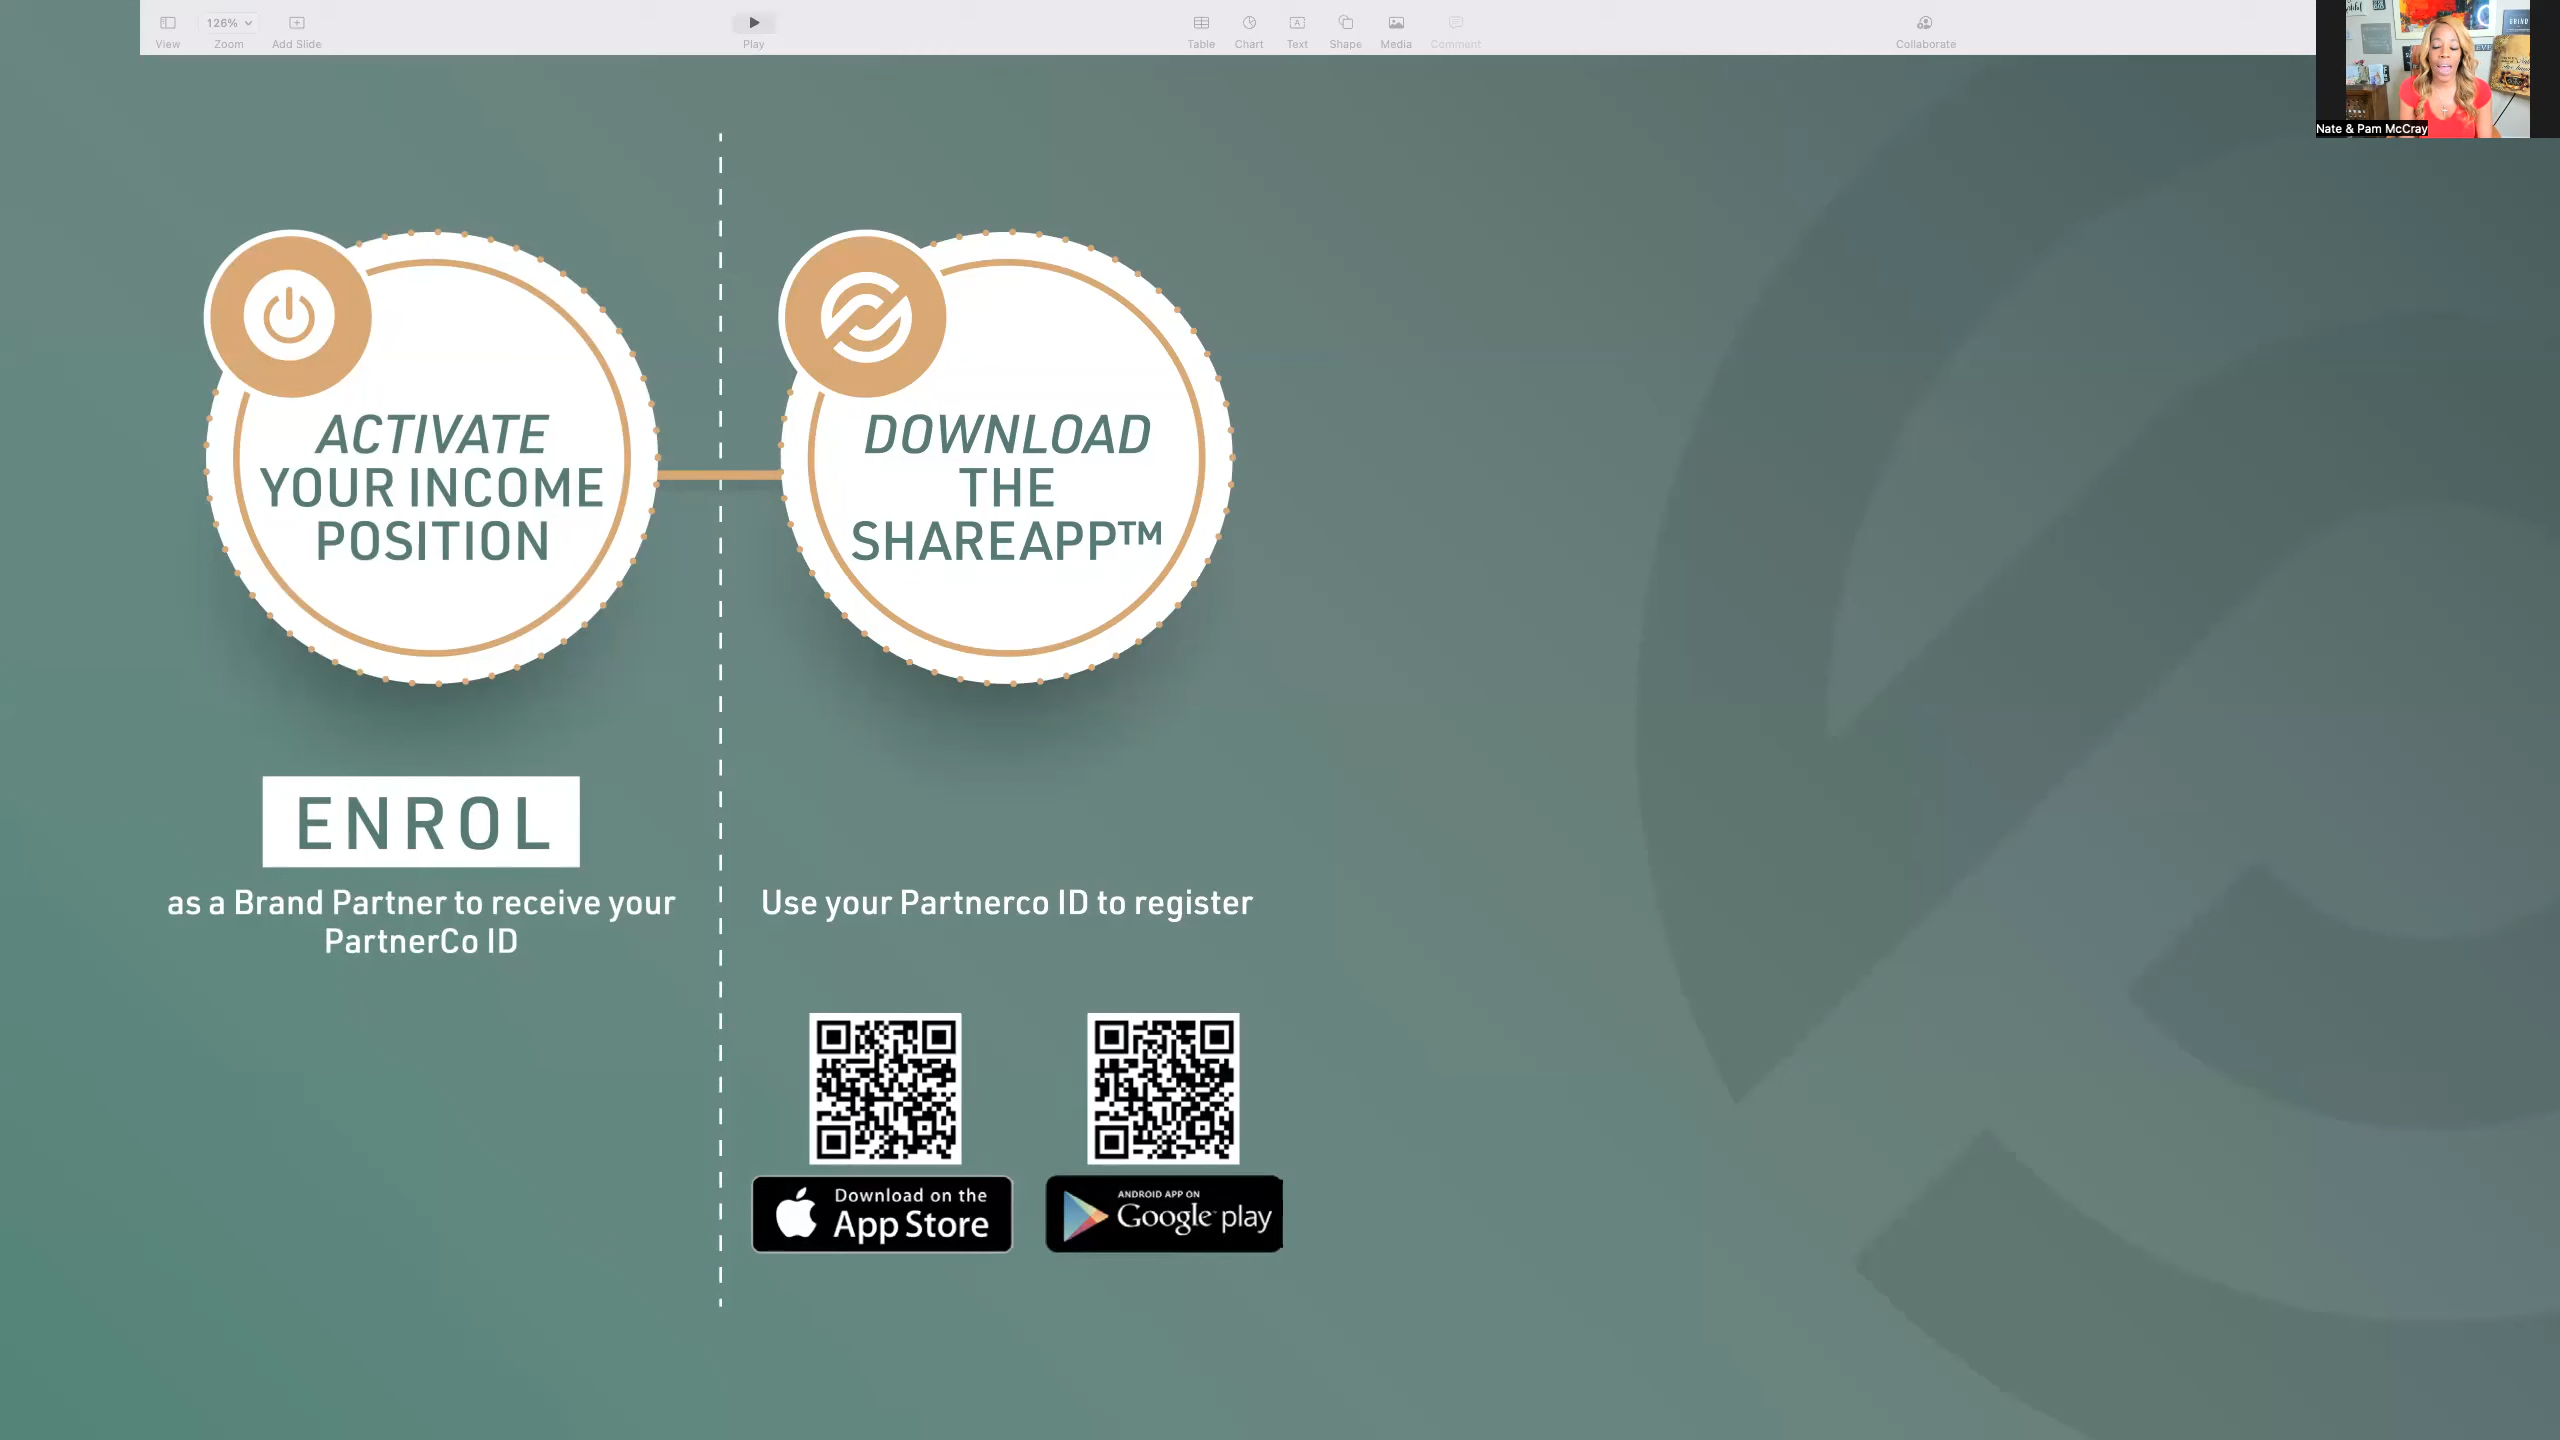 126%
View
Zoom
Add Slide
Play
Table
Chart
Text
Shape
Media
Comment
Collaborate
Nate & Pam McCray
ACTIVATE
YOUR INCOME
POSITION
ENROL
as a Brand Partner to receive your
PartnerCo ID
DOWNLOAD
THE
SHAREAPP™
Use your Partnerco ID to register
Download on the
App Store
ANDROID APP ON
Google play